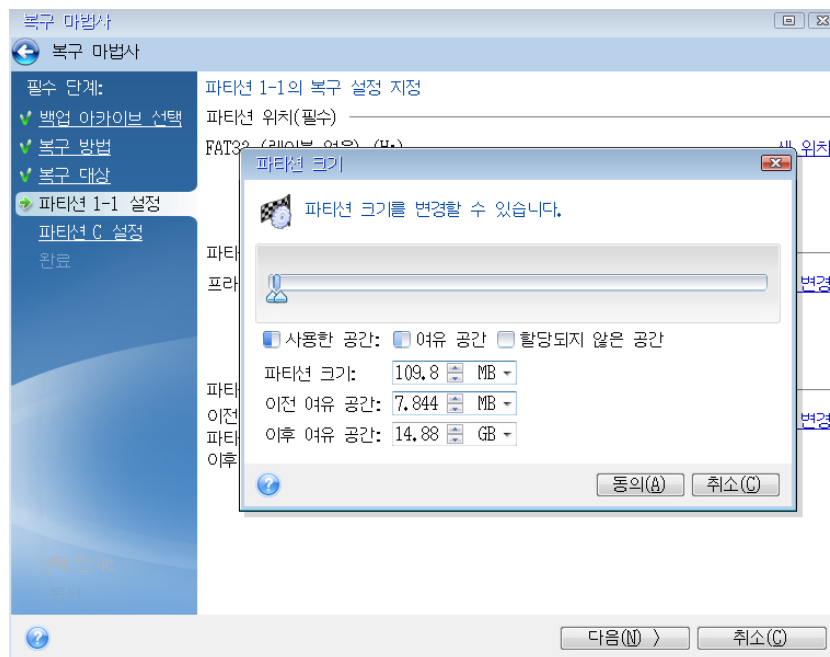 복구 마법사
복구 마법사
필수 단계:
백업 아카이브 선택
복구 방법
복구 대상
파티션 1-1 설정
파티션 C 설정
완료
파티션 1-1의 복구 설정 지정
파티션 위치(필수)
FAT32 (레이블 없음) (H:)
새 위치
파티
프라
변경
파티
이전
변경
파티
이후
파티션 크기
파티션 크기를 변경할 수 있습니다.
사용한 공간: 여유 공간 할당되지 않은 공간
파티션 크기: 109.8 MB
이전 여유 공간: 7.844 MB
이후 여유 공간: 14.88 GB
동의(A) 취소(C)
다음(N) > 취소(C)